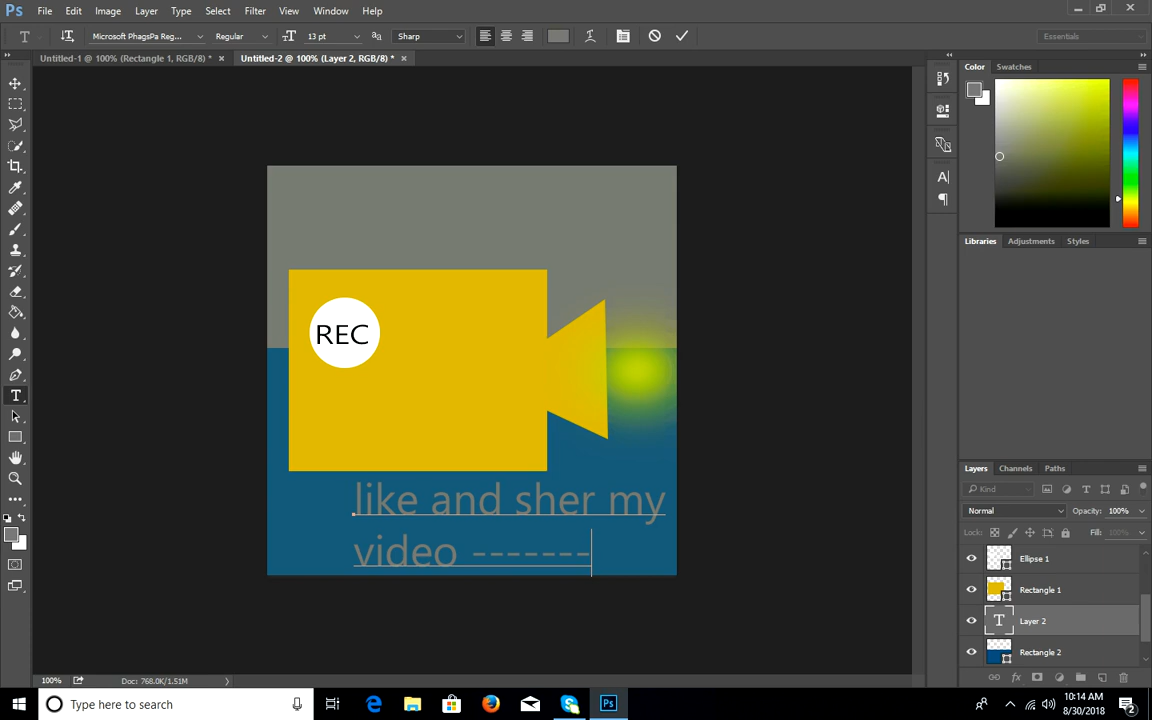 Ps File Edit Image Layer Type Select Filter View Window Help
T Microsoft PhagsPa Reg... Regular 13 pt aa Sharp Essentials
Untitled-1 @ 100% (Rectangle 1, RGB/8) * × Untitled-2 @ 100% (Layer 2, RGB/8) * ×
Color Swatches
A
Libraries Adjustments Styles
REC
like and sher my
video -------
Layers Channels Paths
Kind
Normal Opacity: 100%
Lock: Fill: 100%
Ellipse 1
Rectangle 1
T Layer 2
Rectangle 2
fx
100% Doc: 768.0K/1.51M
Type here to search
Ps
10:14 AM
8/30/2018
2